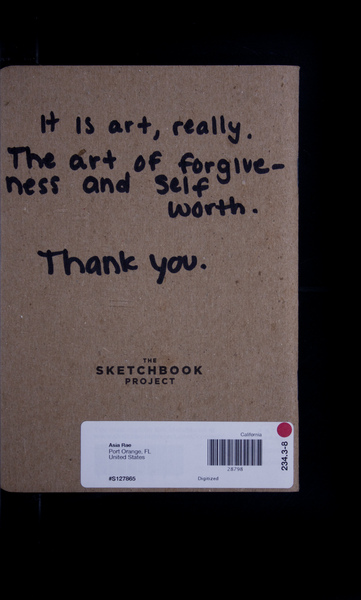 It is art, really.
The art of forgive-
ness and Self
worth.
Thank you.
THE
SKETCHBOOK
PROJECT
California
Asia Rae
Port Orange, FL
United States
28798
#S127865
Digitized
234.3-8